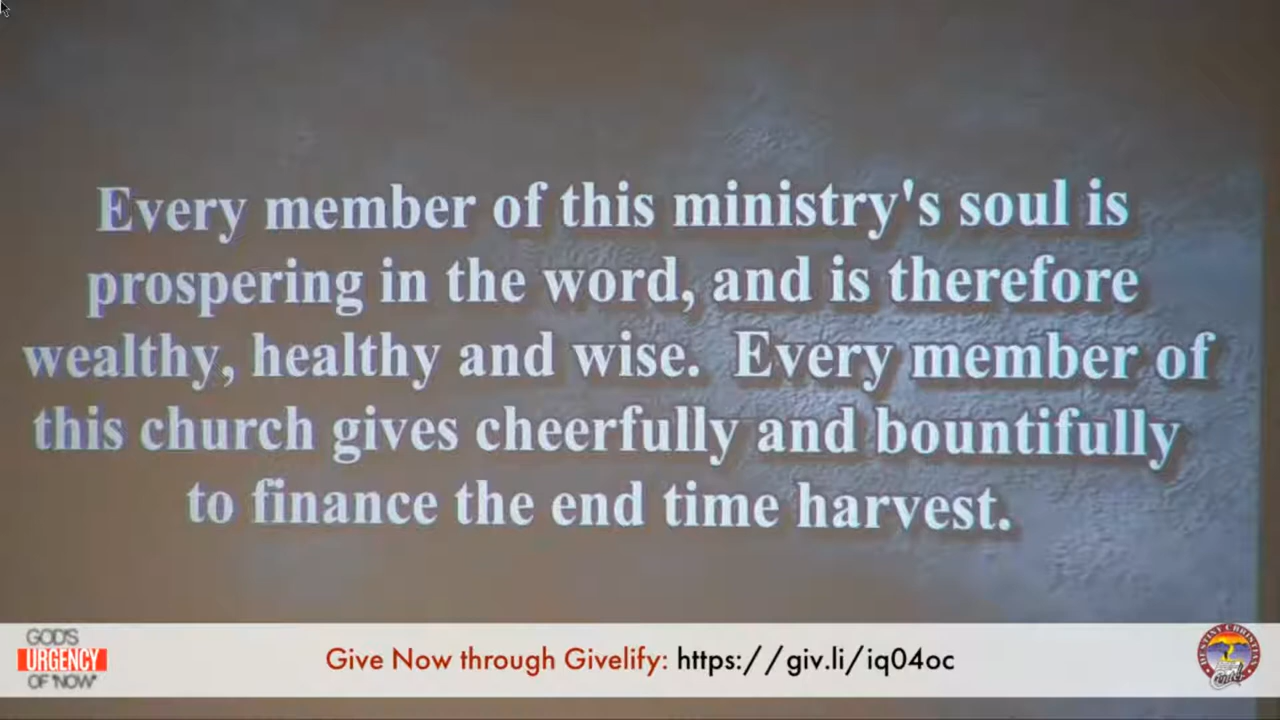 Every member of this ministry's soul is
prospering in the word, and is therefore
wealthy, healthy and wise.  Every member of
this church gives cheerfully and bountifully
to finance the end time harvest.
GOD'S
URGENCY
OF "NOW"
Give Now through Givelify: https://giv.li/iq04oc
DESTINY CHRISTIAN